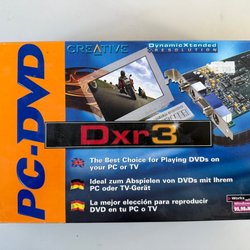 CREATIVE
DynamicXtended
RESOLUTION
PC-DVD
Dxr3
The Best Choice for Playing DVDs on
your PC or TV
Ideal zum Abspielen von DVDs mit Ihrem
PC oder TV-Gerät
La mejor elección para reproducir
DVD en tu PC o TV
Works